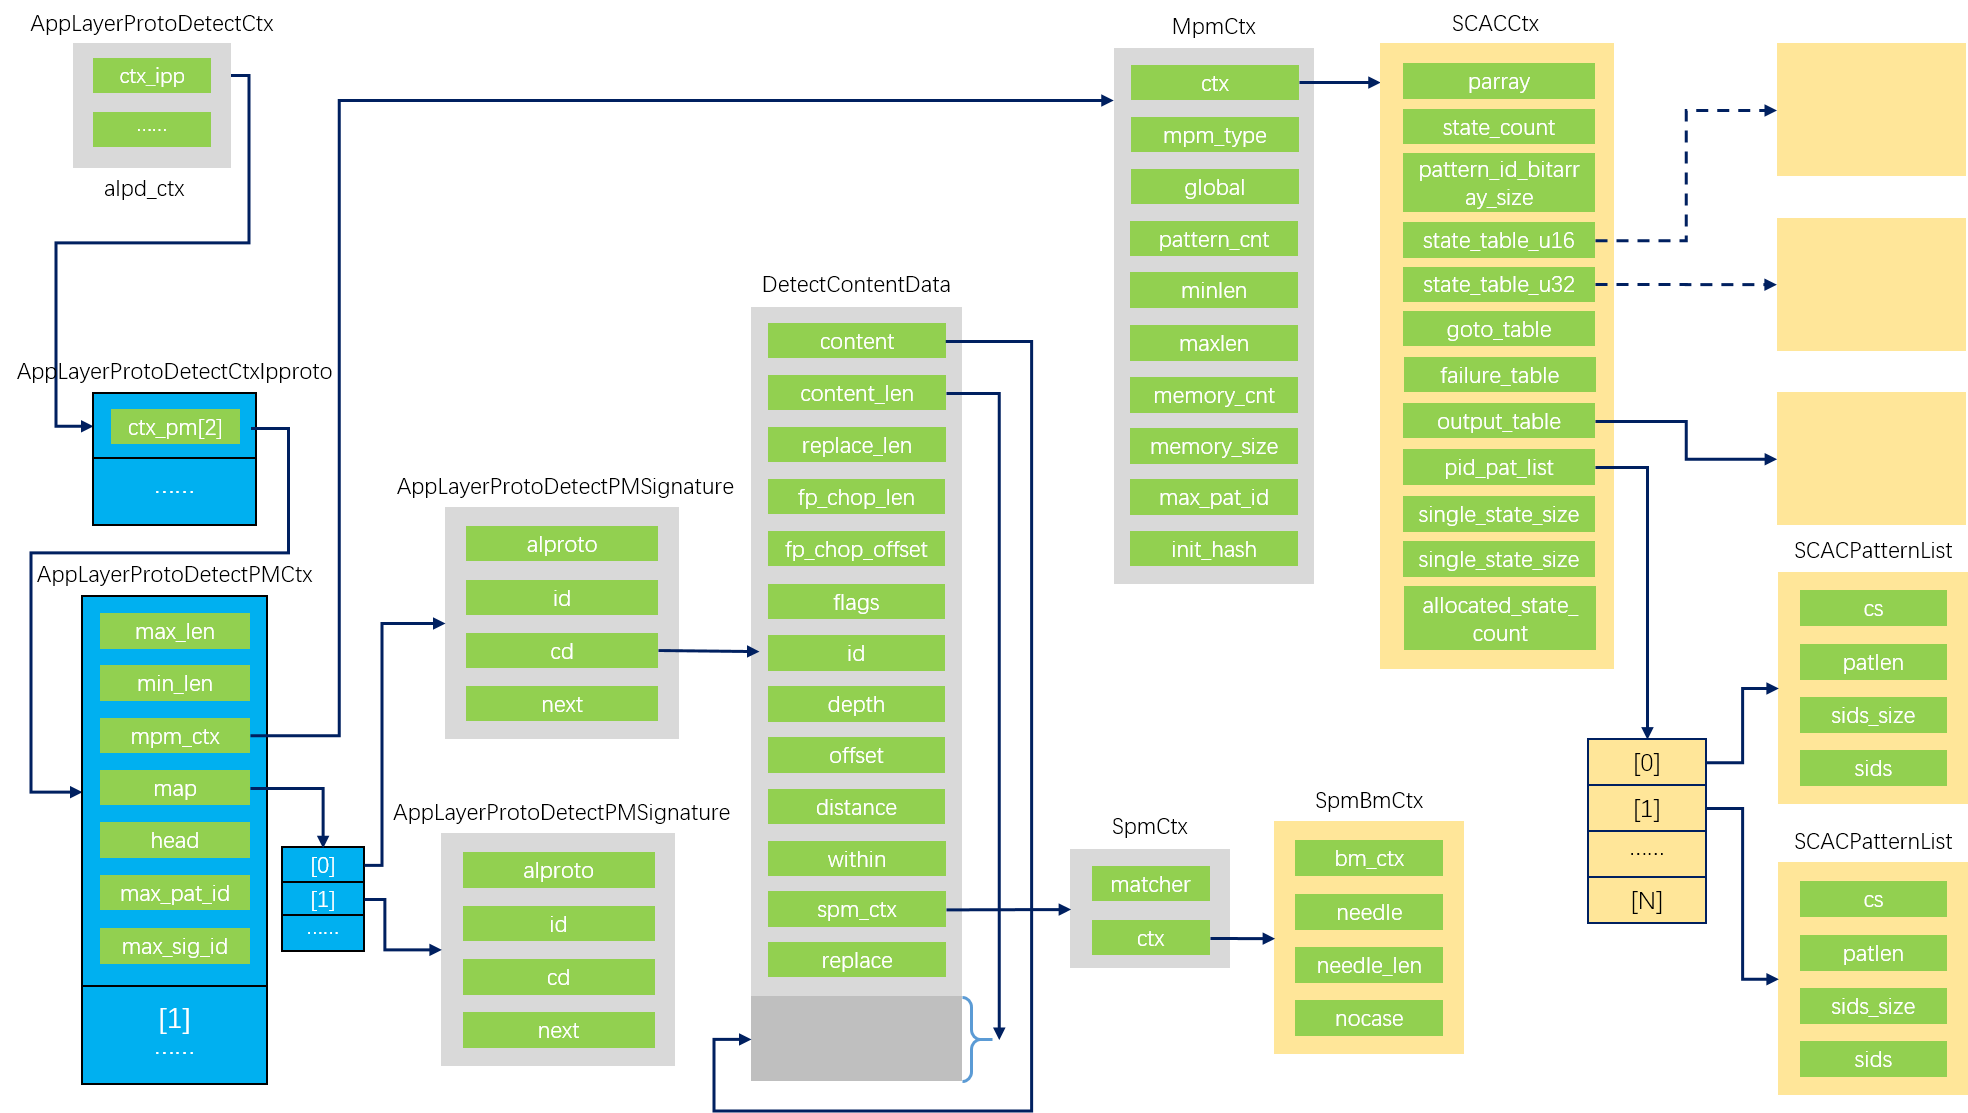 AppLayerProtoDetectCtx
ctx_ipp
……
alpd_ctx
AppLayerProtoDetectCtxIpproto
ctx_pm[2]
……
AppLayerProtoDetectPMCtx
max_len
min_len
mpm_ctx
map
head
max_pat_id
max_sig_id
[1]
……
[0]
[1]
……
AppLayerProtoDetectPMSignature
alproto
id
cd
next
AppLayerProtoDetectPMSignature
alproto
id
cd
next
DetectContentData
content
content_len
replace_len
fp_chop_len
fp_chop_offset
flags
id
depth
offset
distance
within
spm_ctx
replace
MpmCtx
ctx
mpm_type
global
pattern_cnt
minlen
maxlen
memory_cnt
memory_size
max_pat_id
init_hash
SpmCtx
matcher
ctx
SpmBmCtx
bm_ctx
needle
needle_len
nocase
SCACCtx
parray
state_count
pattern_id_bitarr
ay_size
state_table_u16
state_table_u32
goto_table
failure_table
output_table
pid_pat_list
single_state_size
single_state_size
allocated_state_
count
[0]
[1]
……
[N]
SCACPatternList
cs
patlen
sids_size
sids
SCACPatternList
cs
patlen
sids_size
sids